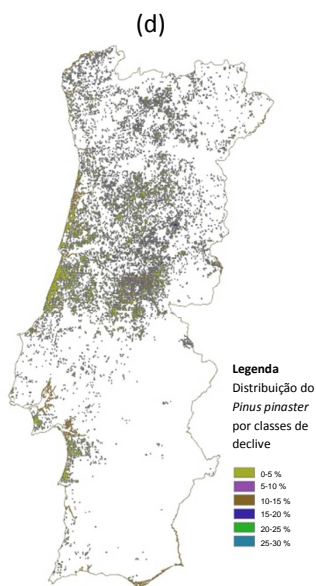 (d)
Legenda
Distribuição do
Pinus pinaster
por classes de
declive
0-5 %
5-10 %
10-15 %
15-20 %
20-25 %
25-30 %